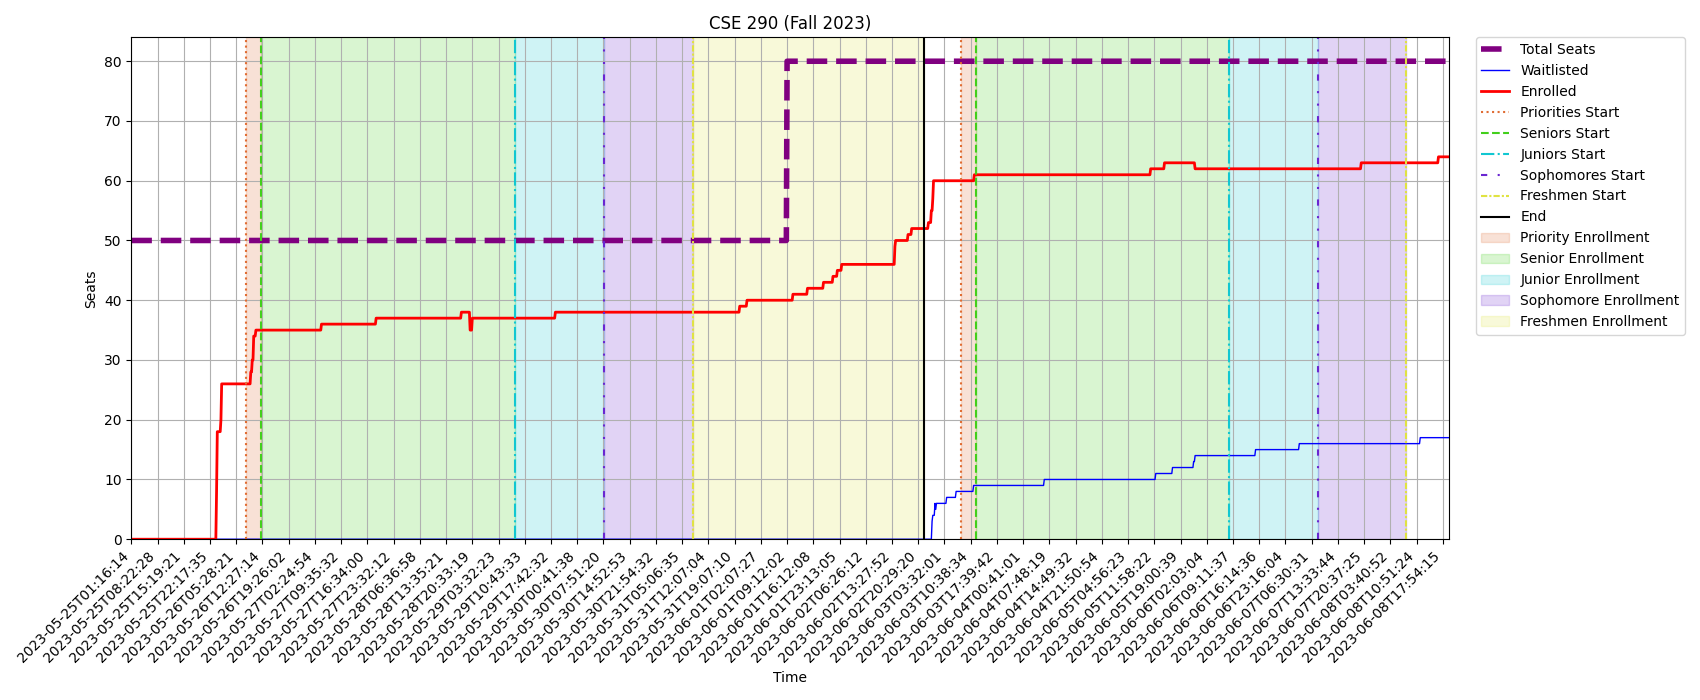 CSE 290 (Fall 2023)
Seats
80
70
60
50
40
30
20
10
0
2023-05-25T01:16:14
2023-05-25T08:22:28
2023-05-25T15:19:21
2023-05-25T22:17:35
2023-05-26T05:28:21
2023-05-26T12:27:14
2023-05-26T19:26:02
2023-05-27T02:24:54
2023-05-27T09:35:32
2023-05-27T16:34:00
2023-05-27T23:32:12
2023-05-28T06:36:58
2023-05-28T13:35:21
2023-05-28T20:33:19
2023-05-29T03:32:23
2023-05-29T10:43:33
2023-05-29T17:42:32
2023-05-30T00:41:38
2023-05-30T07:51:20
2023-05-30T14:52:53
2023-05-30T21:54:32
2023-05-31T05:06:35
2023-05-31T12:07:04
2023-05-31T19:07:10
2023-06-01T02:07:27
2023-06-01T09:12:02
2023-06-01T16:12:08
2023-06-01T23:13:05
2023-06-02T06:26:12
2023-06-02T13:27:52
2023-06-02T20:29:20
2023-06-03T03:32:01
2023-06-03T10:38:34
2023-06-03T17:39:42
2023-06-04T00:41:01
2023-06-04T07:48:19
2023-06-04T14:49:32
2023-06-04T21:50:54
2023-06-05T04:56:23
2023-06-05T11:58:22
2023-06-05T19:00:39
2023-06-06T02:03:04
2023-06-06T09:11:37
2023-06-06T16:14:36
2023-06-06T23:16:04
2023-06-07T06:30:31
2023-06-07T13:33:44
2023-06-07T20:37:25
2023-06-08T03:40:52
2023-06-08T10:51:24
2023-06-08T17:54:15
Time
Total Seats
Waitlisted
Enrolled
Priorities Start
Seniors Start
Juniors Start
Sophomores Start
Freshmen Start
End
Priority Enrollment
Senior Enrollment
Junior Enrollment
Sophomore Enrollment
Freshmen Enrollment